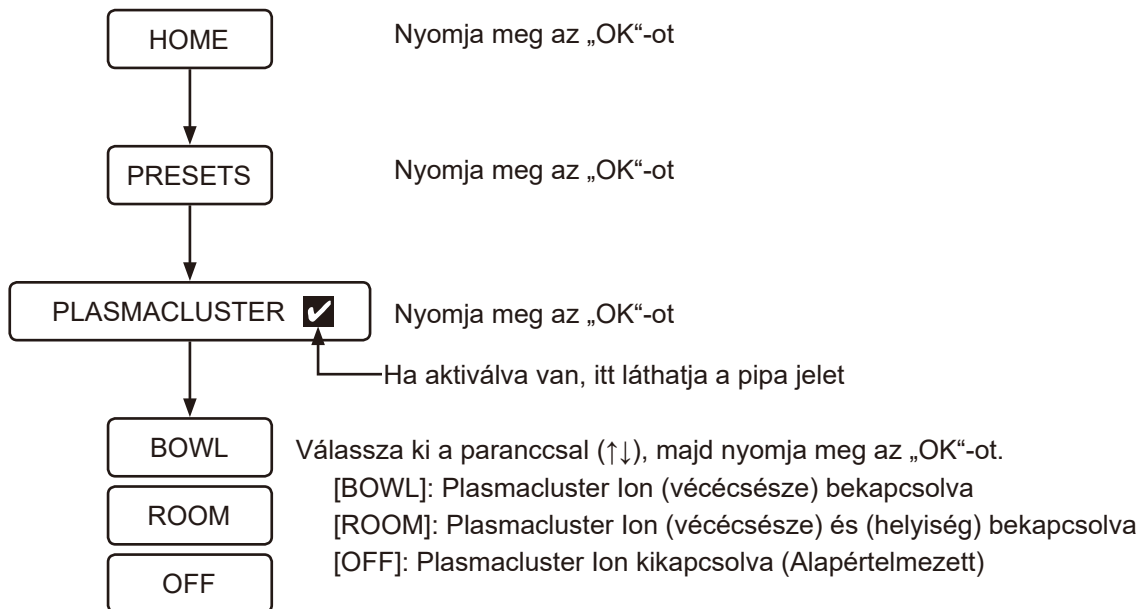 HOME
Nyomja meg az „OK“-ot
PRESETS
Nyomja meg az „OK“-ot
PLASMACLUSTER ✔
Nyomja meg az „OK“-ot
Ha aktiválva van, itt láthatja a pipa jelet
BOWL
Válassza ki a paranccsal (↑↓), majd nyomja meg az „OK“-ot.
[BOWL]: Plasmacluster Ion (vécécsésze) bekapcsolva
ROOM
[ROOM]: Plasmacluster Ion (vécécsésze) és (helyiség) bekapcsolva
[OFF]: Plasmacluster Ion kikapcsolva (Alapértelmezett)
OFF